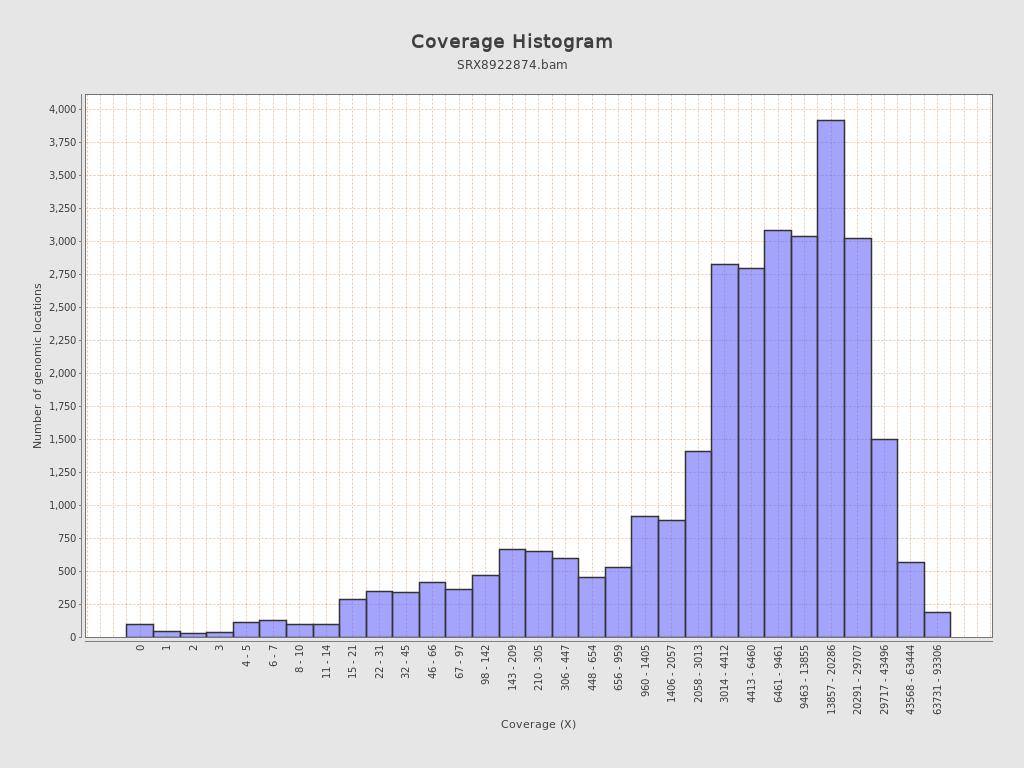 Coverage Histogram
SRX8922874.bam
Number of genomic locations
4,000
3,750
3,500
3,250
3,000
2,750
2,500
2,250
2,000
1,750
1,500
1,250
1,000
750
500
250
0
0
1
2
3
4 - 5
6 - 7
8 - 10
11 - 14
15 - 21
22 - 31
32 - 45
46 - 66
67 - 97
98 - 142
143 - 209
210 - 305
306 - 447
448 - 654
656 - 959
960 - 1405
1406 - 2057
2058 - 3013
3014 - 4412
4413 - 6460
6461 - 9461
9463 - 13855
13857 - 20286
20291 - 29707
29717 - 43496
43568 - 63444
63731 - 93306
Coverage (X)